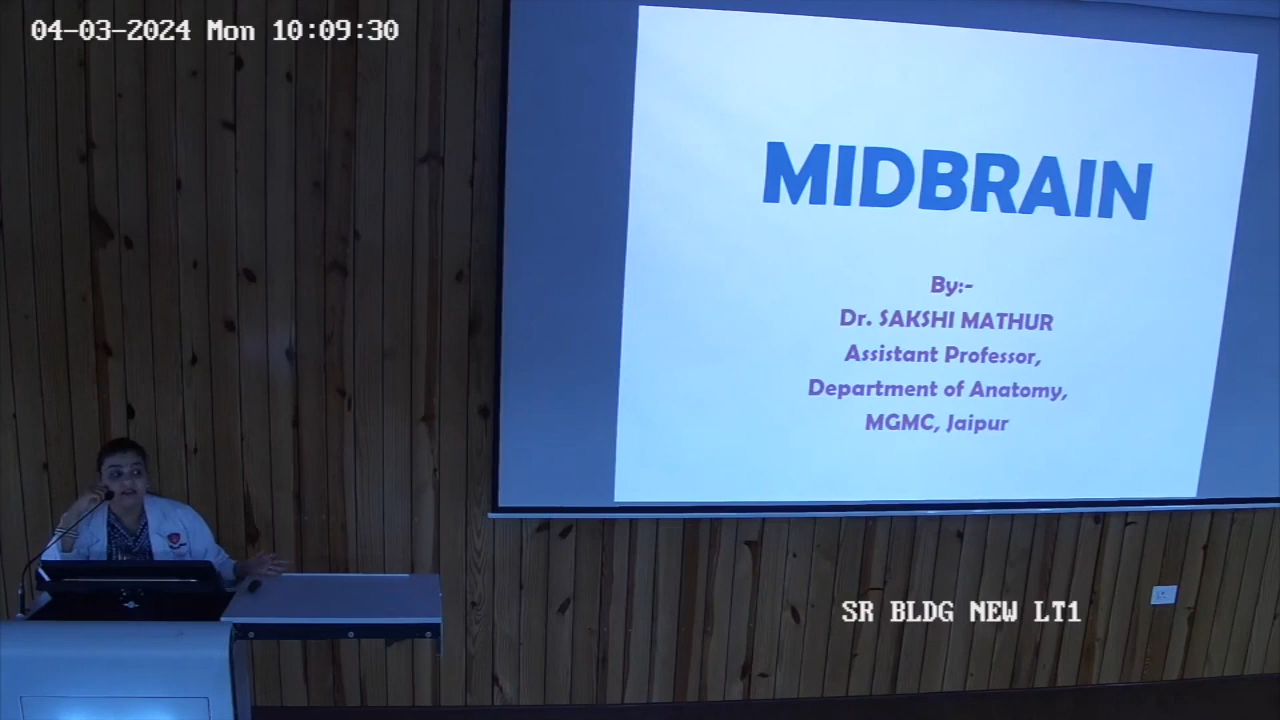 04-03-2024 Mon 10:09:30
MIDBRAIN
By:-
Dr. SAKSHI MATHUR
Assistant Professor,
Department of Anatomy,
MGMC, Jaipur
SR BLDG NEW LT1